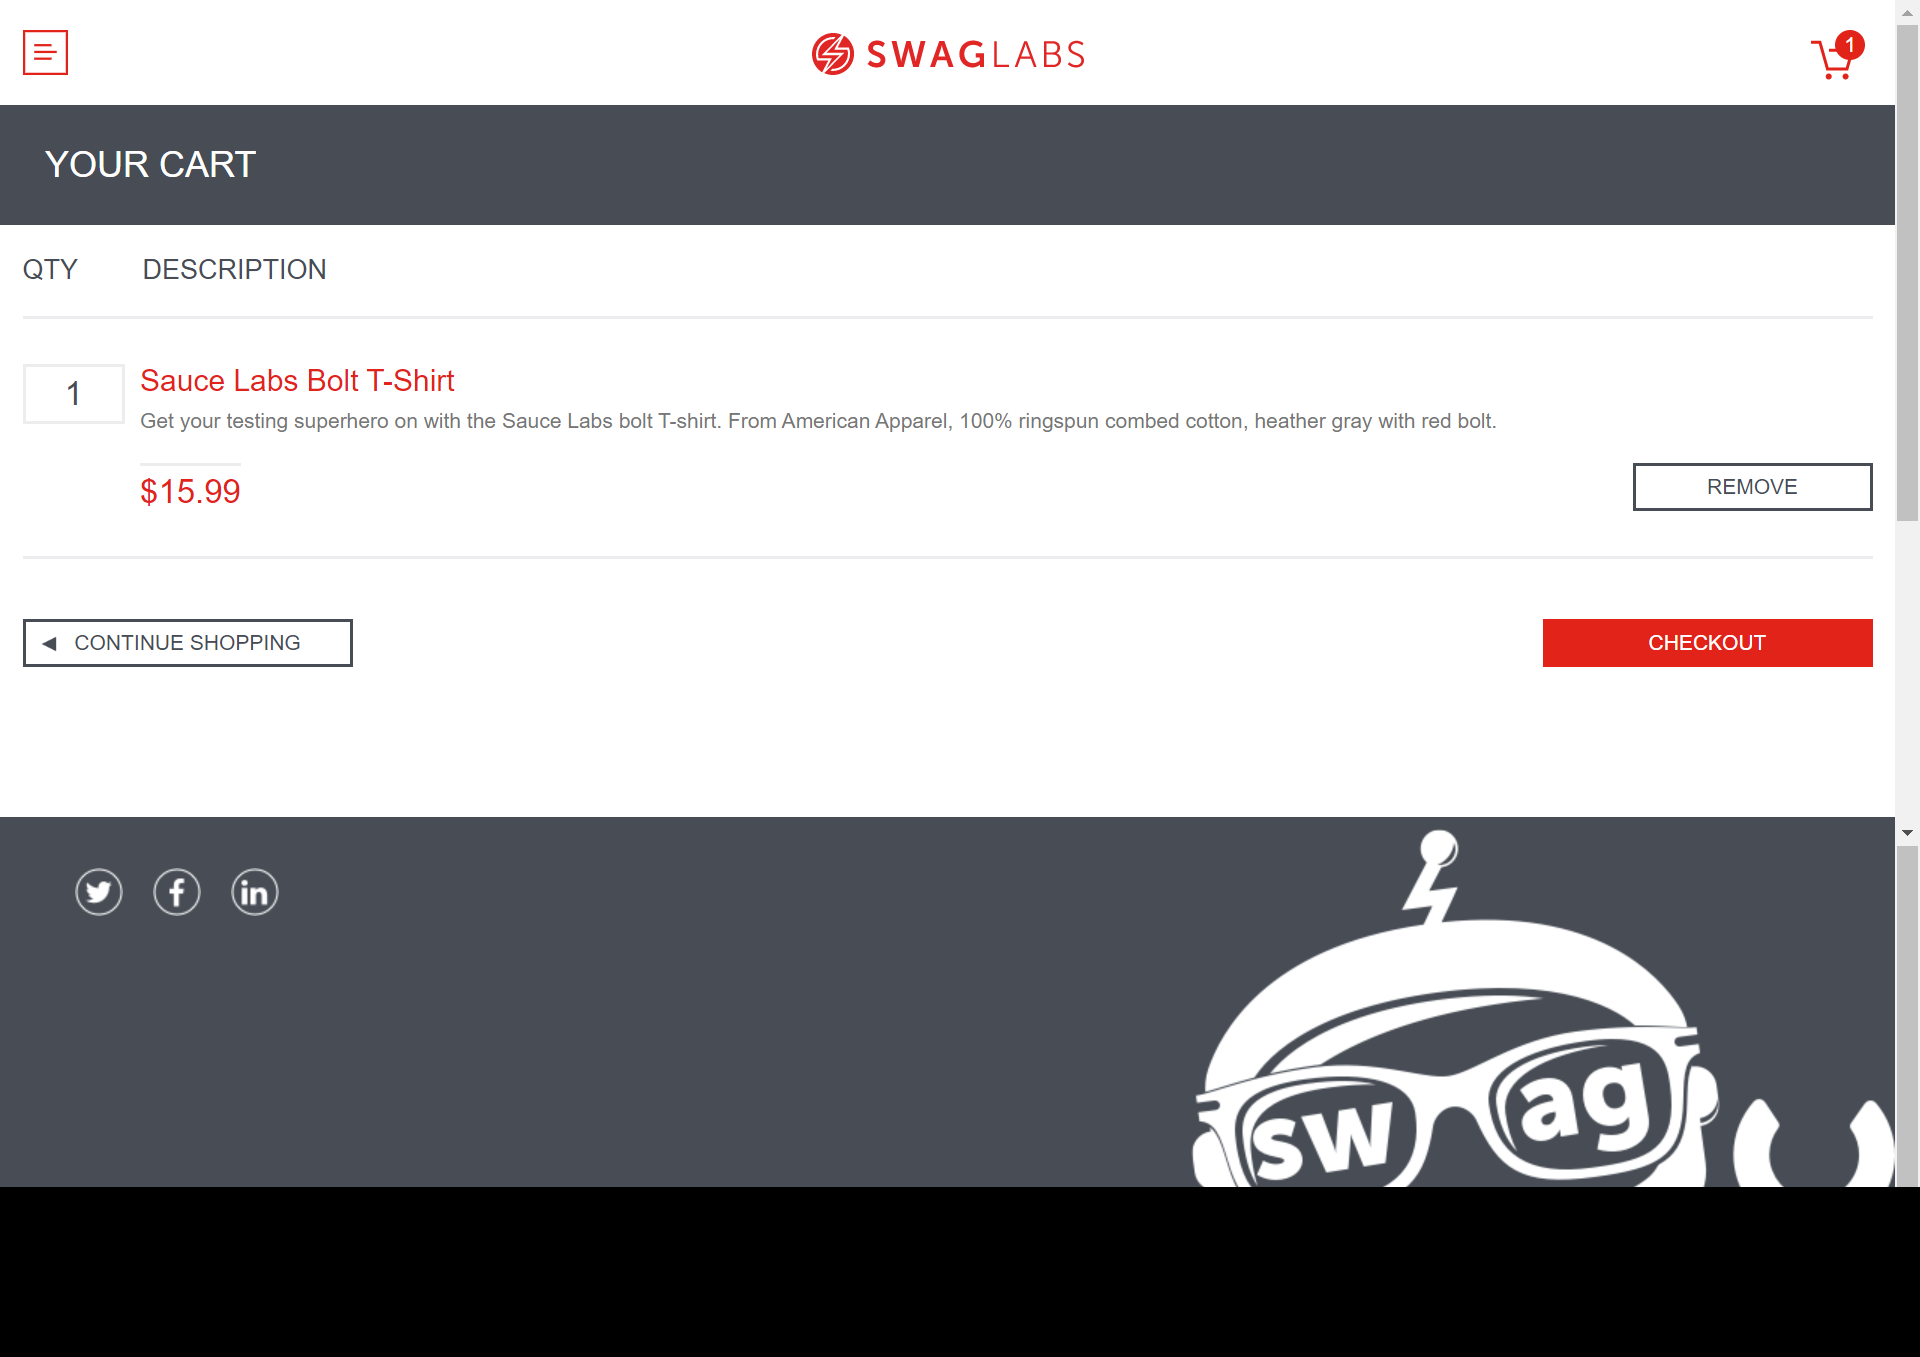 SWAGLABS
1
YOUR CART
QTY DESCRIPTION
1
Sauce Labs Bolt T-Shirt
Get your testing superhero on with the Sauce Labs bolt T-shirt. From American Apparel, 100% ringspun combed cotton, heather gray with red bolt.
$15.99
REMOVE
CONTINUE SHOPPING
CHECKOUT
f
in
sw ag